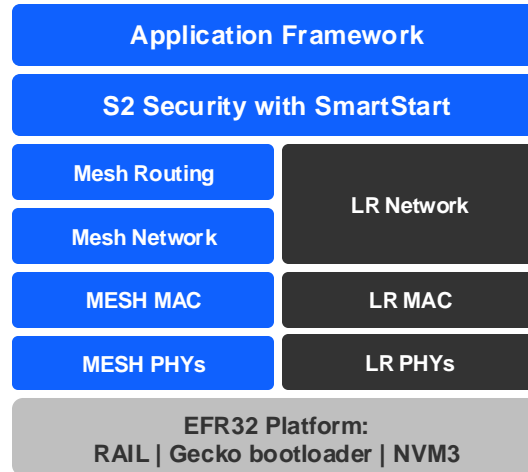 Application Framework
S2 Security with SmartStart
Mesh Routing
Mesh Network
LR Network
MESH MAC
LR MAC
MESH PHYs
LR PHYs
EFR32 Platform:
RAIL | Gecko bootloader | NVM3